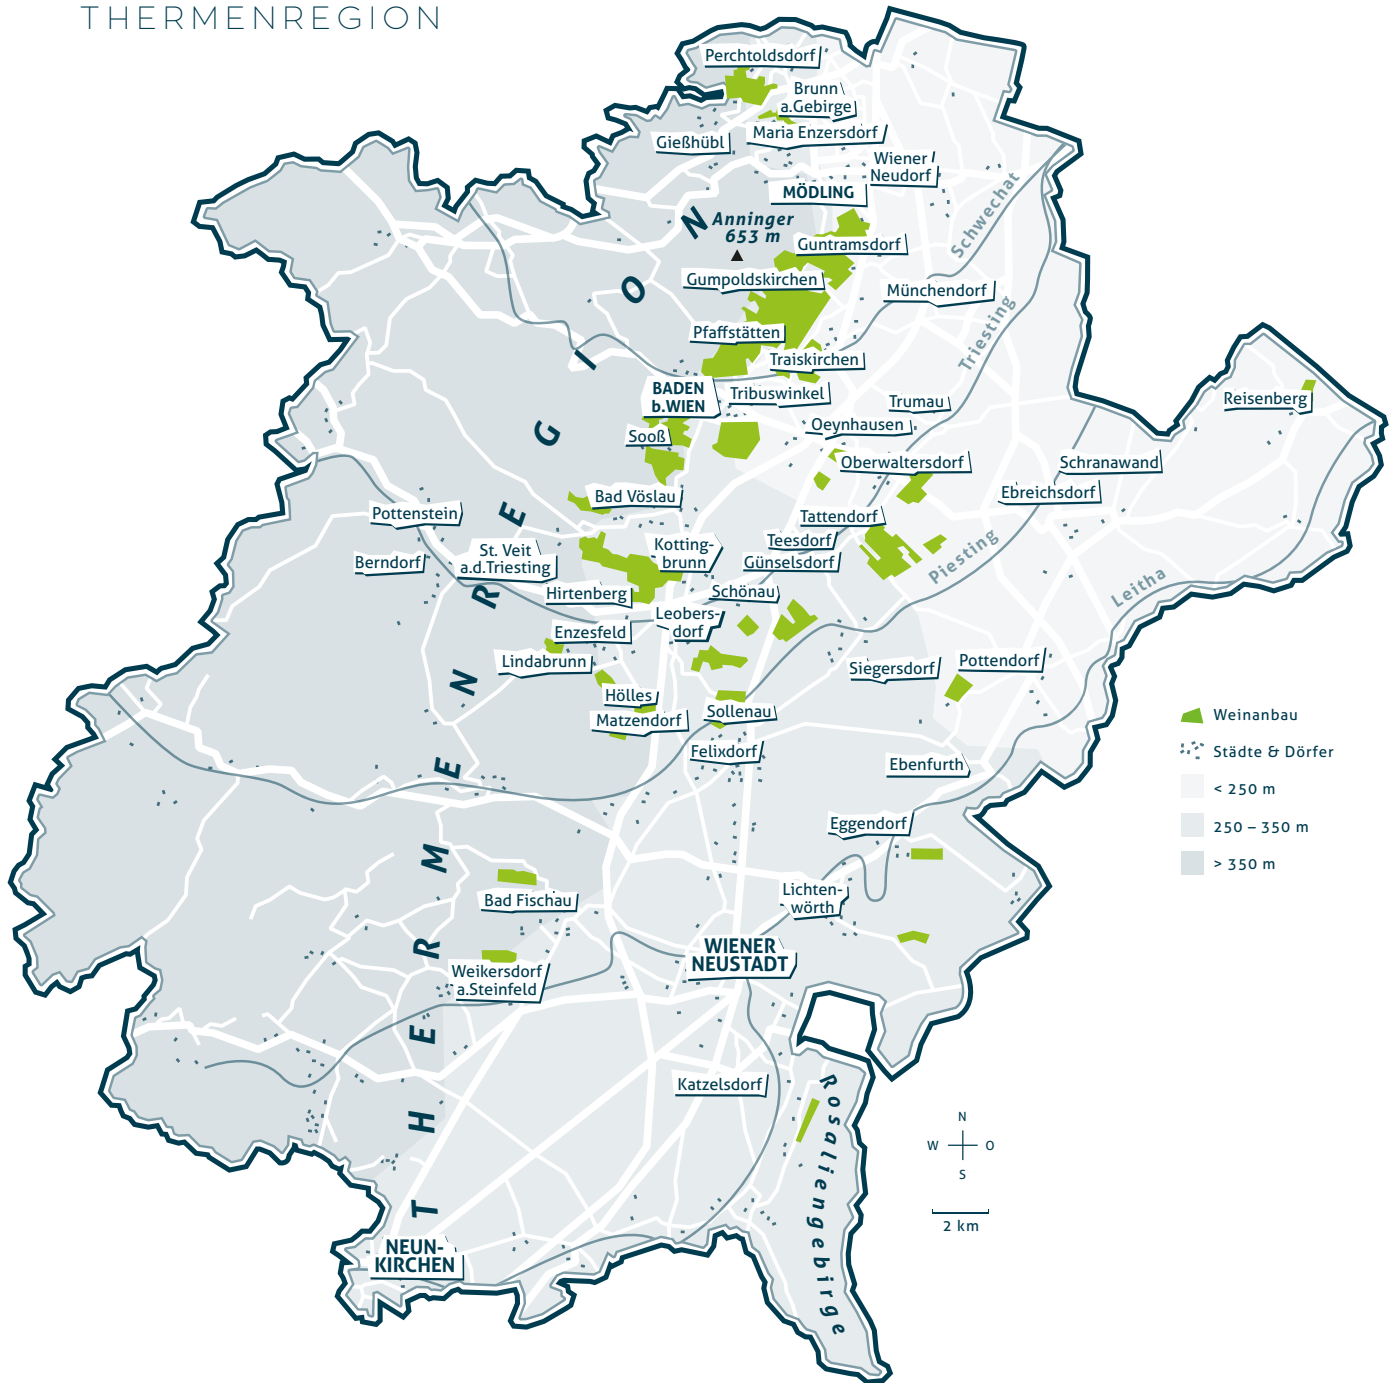 THERMENREGION
Perchtoldsdorf
Brunn
a.Gebirge
Maria Enzersdorf
Gießhübl
Wiener
Neudorf
MÖDLING
Schwechat
Anninger
653 m
Guntramsdorf
Gumpoldskirchen
Münchendorf
Triesting
Pfaffstätten
Traiskirchen
BADEN
b.WIEN
Tribuswinkel
Trumau
Reisenberg
Oeynhausen
Sooß
Oberwaltersdorf
Schranawand
Ebreichsdorf
Bad Vöslau
Pottenstein
Tattendorf
Teesdorf
Kotting-
brunn
St. Veit
a.d.Triesting
Berndorf
Günselsdorf
Piesting
Leitha
Hirtenberg
Schönau
Leobers-
dorf
Enzesfeld
Lindabrunn
Siegersdorf
Pottendorf
Hölles
Matzendorf
Sollenau
Felixdorf
Ebenfurth
Weinanbau
Städte & Dörfer
< 250 m
250 – 350 m
> 350 m
Eggendorf
Bad Fischau
Lichten-
wörth
WIENER
NEUSTADT
Weikersdorf
a.Steinfeld
Katzelsdorf
Rosaliengebirge
THERMENREGION
NEUN-
KIRCHEN
N
W O
S
2 km